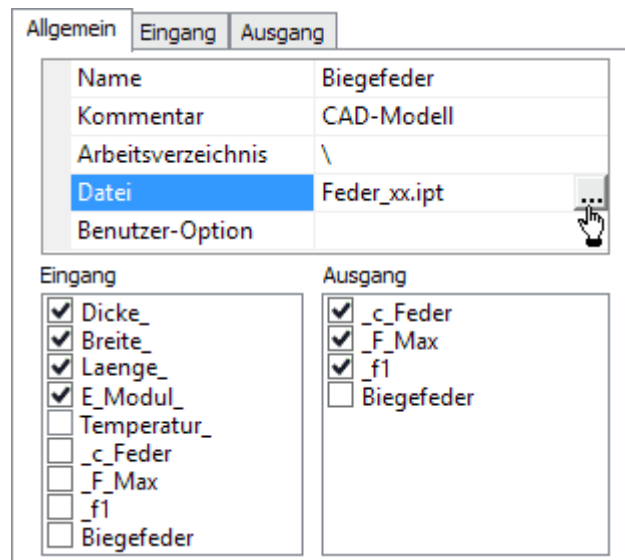 Allgemein Eingang Ausgang
Name Biegefeder
Kommentar CAD-Modell
Arbeitsverzeichnis \
Datei Feder_xx.ipt ...
Benutzer-Option
Eingang Ausgang
Dicke_ _c_Feder
Breite_ _F_Max
Laenge_ _f1
E_Modul_ Biegefeder
Temperatur_
_c_Feder
_F_Max
_f1
Biegefeder